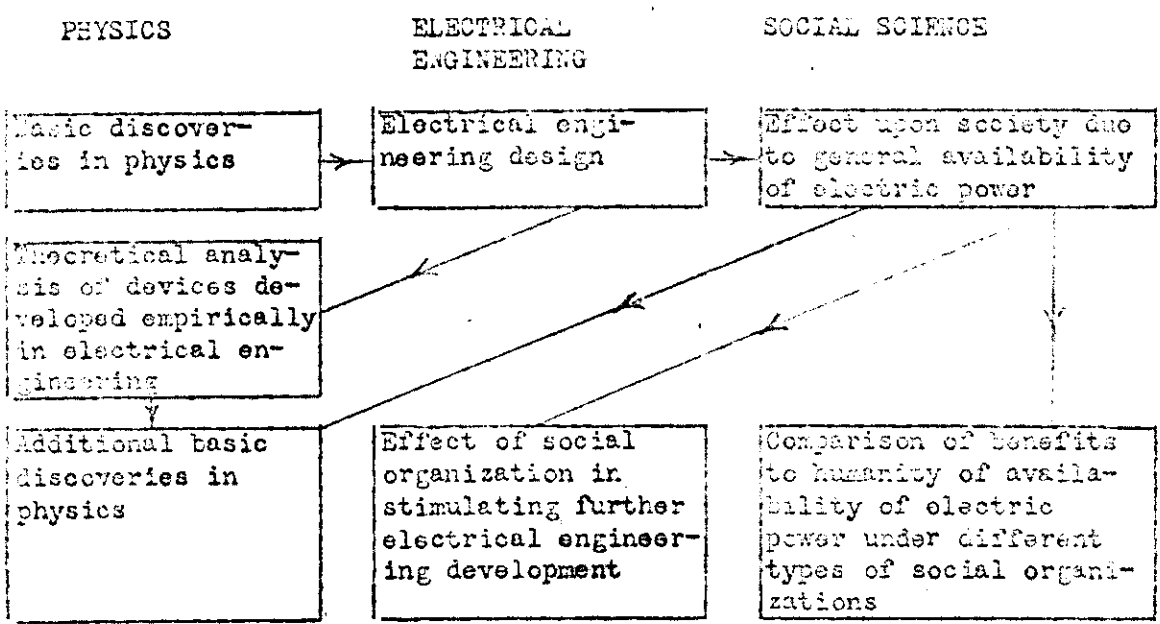 PHYSICS
ELECTRICAL
ENGINEERING
SOCIAL SCIENCE
Basic discover-
ies in physics
Electrical engi-
neering design
Effect upon society due
to general availability
of electric power
Theoretical analy-
sis of devices de-
veloped empirically
in electrical en-
gineering
Additional basic
discoveries in
physics
Effect of social
organization in
stimulating further
electrical engineer-
ing development
Comparison of benefits
to humanity of availa-
bility of electric
power under different
types of social organi-
zations